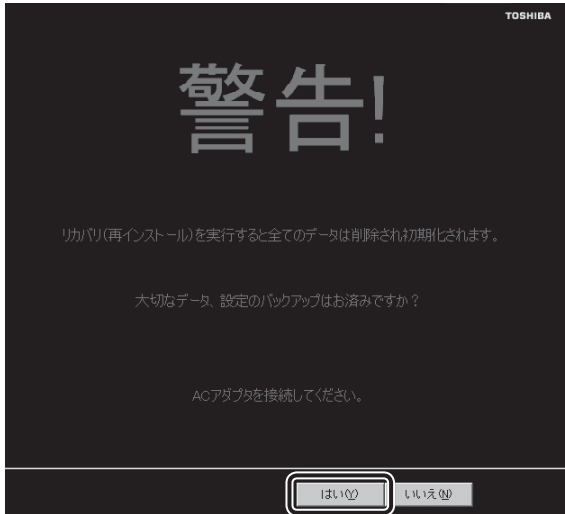 TOSHIBA
警告!
リカバリ(再インストール)を実行すると全てのデータは削除され初期化されます。
大切なデータ、設定のバックアップはお済みですか？
ACアダプタを接続してください。
はい(Y) いいえ(N)